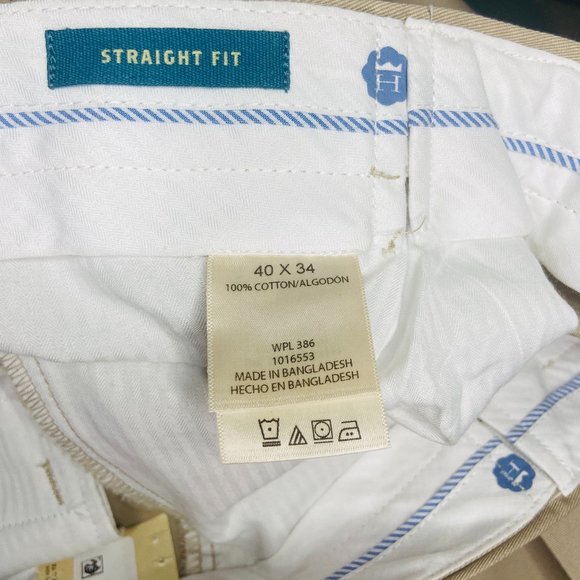 STRAIGHT FIT
H
40 X 34
100% COTTON/ALGODÓN
WPL 386
1016553
MADE IN BANGLADESH
HECHO EN BANGLADESH
H